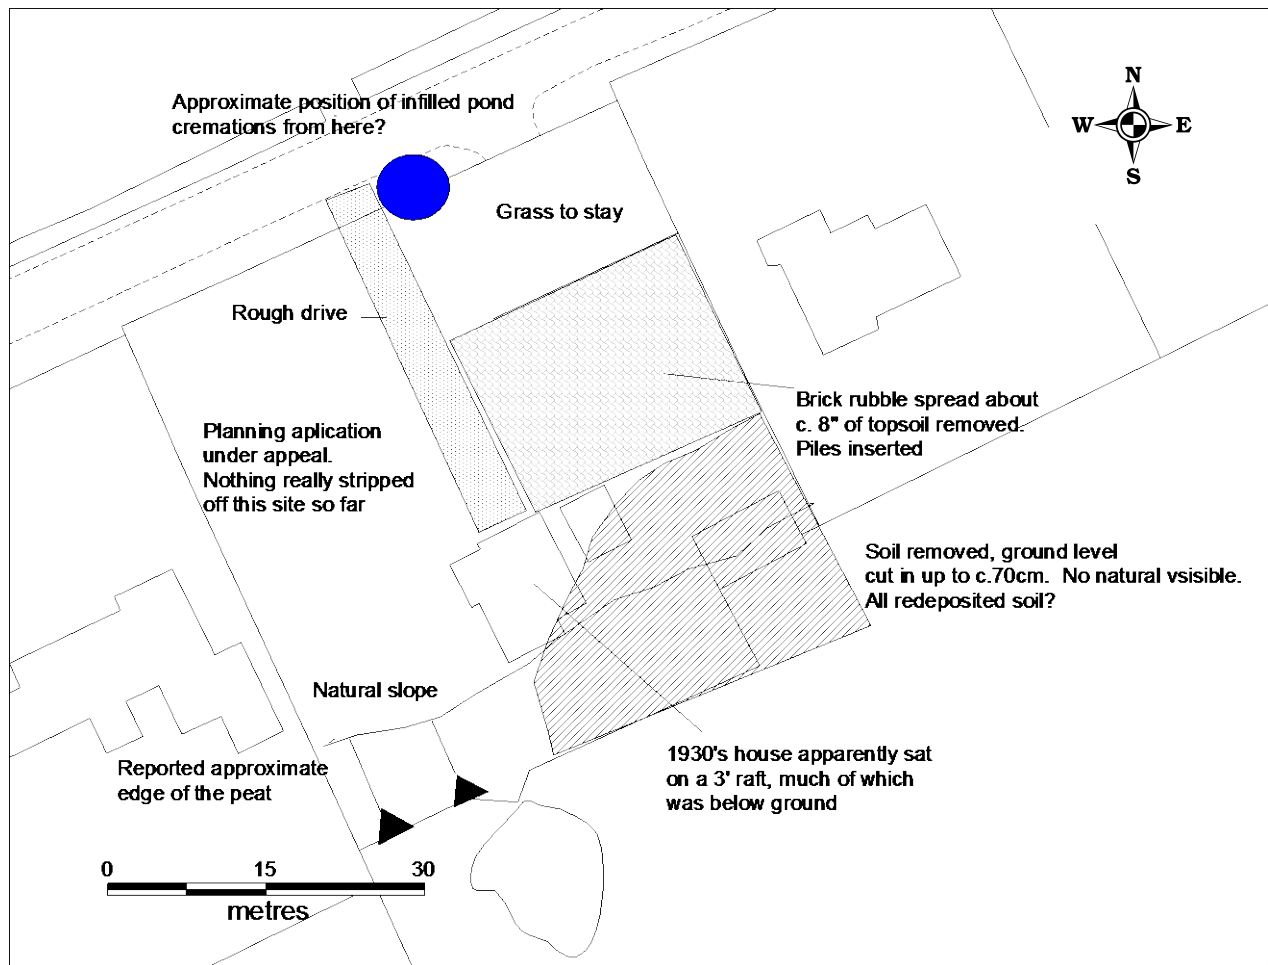 Approximate position of infilled pond
cremations from here?
N
W
E
S
Grass to stay
Rough drive
Brick rubble spread about
c. 8" of topsoil removed.
Piles inserted
Planning aplication
under appeal.
Nothing really stripped
off this site so far
Soil removed, ground level
cut in up to c.70cm. No natural vsisible.
All redeposited soil?
Natural slope
1930's house apparently sat
on a 3' raft, much of which
was below ground
Reported approximate
edge of the peat
0 15 30
metres